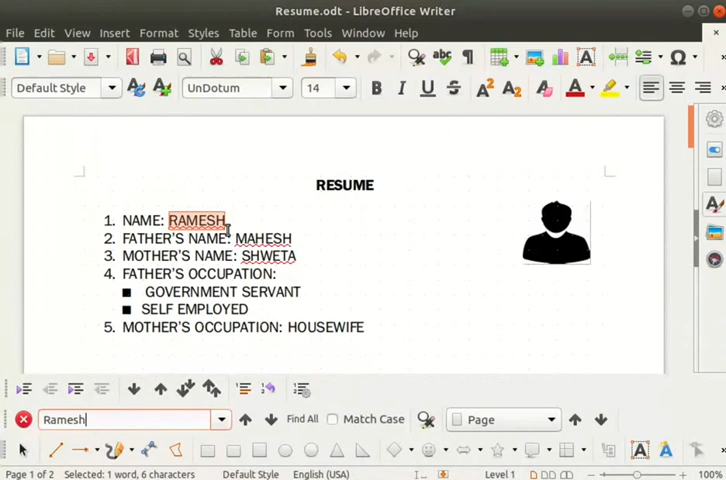 Resume.odt - LibreOffice Writer
File Edit View Insert Format Styles Table Form Tools Window Help
Default Style UnDotum 14 B I U S A² A₂ A
RESUME
1. NAME: RAMESH
2. FATHER'S NAME: MAHESH
3. MOTHER'S NAME: SHWETA
4. FATHER'S OCCUPATION:
■ GOVERNMENT SERVANT
■ SELF EMPLOYED
5. MOTHER'S OCCUPATION: HOUSEWIFE
Ramesh Find All Match Case Page
Page 1 of 2 Selected: 1 word, 6 characters Default Style English (USA) Level 1 100%